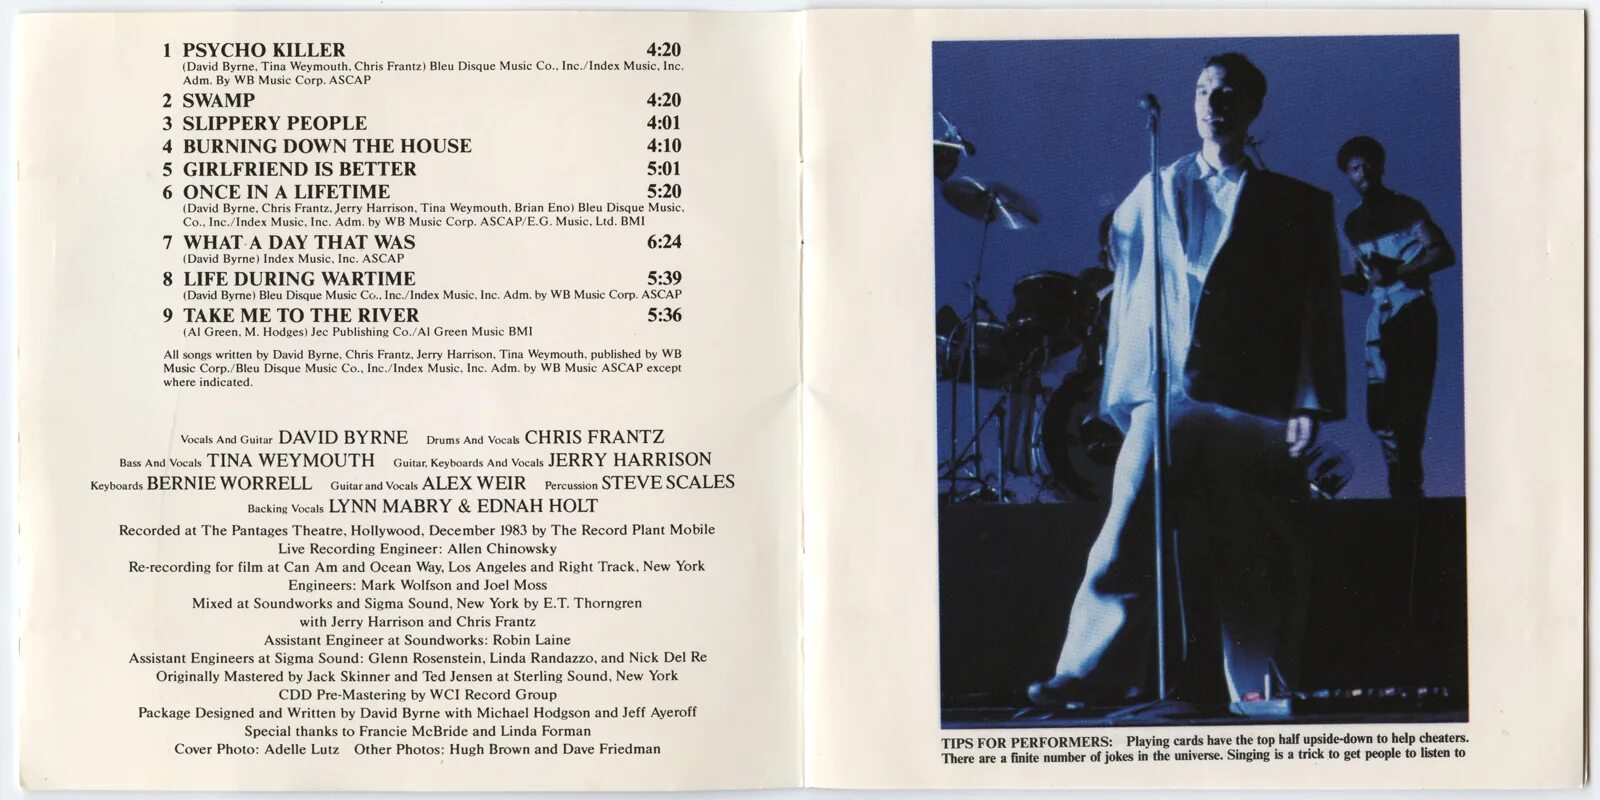 1 PSYCHO KILLER 4:20
(David Byrne, Tina Weymouth, Chris Frantz) Bleu Disque Music Co., Inc./Index Music, Inc.
Adm. By WB Music Corp. ASCAP
2 SWAMP 4:20
3 SLIPPERY PEOPLE 4:01
4 BURNING DOWN THE HOUSE 4:10
5 GIRLFRIEND IS BETTER 5:01
6 ONCE IN A LIFETIME 5:20
(David Byrne, Chris Frantz, Jerry Harrison, Tina Weymouth, Brian Eno) Bleu Disque Music,
Co., Inc./Index Music, Inc. Adm. by WB Music Corp. ASCAP/E.G. Music, Ltd. BMI
7 WHAT A DAY THAT WAS 6:24
(David Byrne) Index Music, Inc. ASCAP
8 LIFE DURING WARTIME 5:39
(David Byrne) Bleu Disque Music Co., Inc./Index Music, Inc. Adm. by WB Music Corp. ASCAP
9 TAKE ME TO THE RIVER 5:36
(Al Green, M. Hodges) Jec Publishing Co./Al Green Music BMI
All songs written by David Byrne, Chris Frantz, Jerry Harrison, Tina Weymouth, published by WB
Music Corp./Bleu Disque Music Co., Inc./Index Music, Inc. Adm. by WB Music ASCAP except
where indicated.
Vocals And Guitar DAVID BYRNE Drums And Vocals CHRIS FRANTZ
Bass And Vocals TINA WEYMOUTH Guitar, Keyboards And Vocals JERRY HARRISON
Keyboards BERNIE WORRELL Guitar and Vocals ALEX WEIR Percussion STEVE SCALES
Backing Vocals LYNN MABRY & EDNAH HOLT
Recorded at The Pantages Theatre, Hollywood, December 1983 by The Record Plant Mobile
Live Recording Engineer: Allen Chinowsky
Re-recording for film at Can Am and Ocean Way, Los Angeles and Right Track, New York
Engineers: Mark Wolfson and Joel Moss
Mixed at Soundworks and Sigma Sound, New York by E.T. Thorngren
with Jerry Harrison and Chris Frantz
Assistant Engineer at Soundworks: Robin Laine
Assistant Engineers at Sigma Sound: Glenn Rosenstein, Linda Randazzo, and Nick Del Re
Originally Mastered by Jack Skinner and Ted Jensen at Sterling Sound, New York
CDD Pre-Mastering by WCI Record Group
Package Designed and Written by David Byrne with Michael Hodgson and Jeff Ayeroff
Special thanks to Francie McBride and Linda Forman
Cover Photo: Adelle Lutz Other Photos: Hugh Brown and Dave Friedman
TIPS FOR PERFORMERS: Playing cards have the top half upside-down to help cheaters.
There are a finite number of jokes in the universe. Singing is a trick to get people to listen to